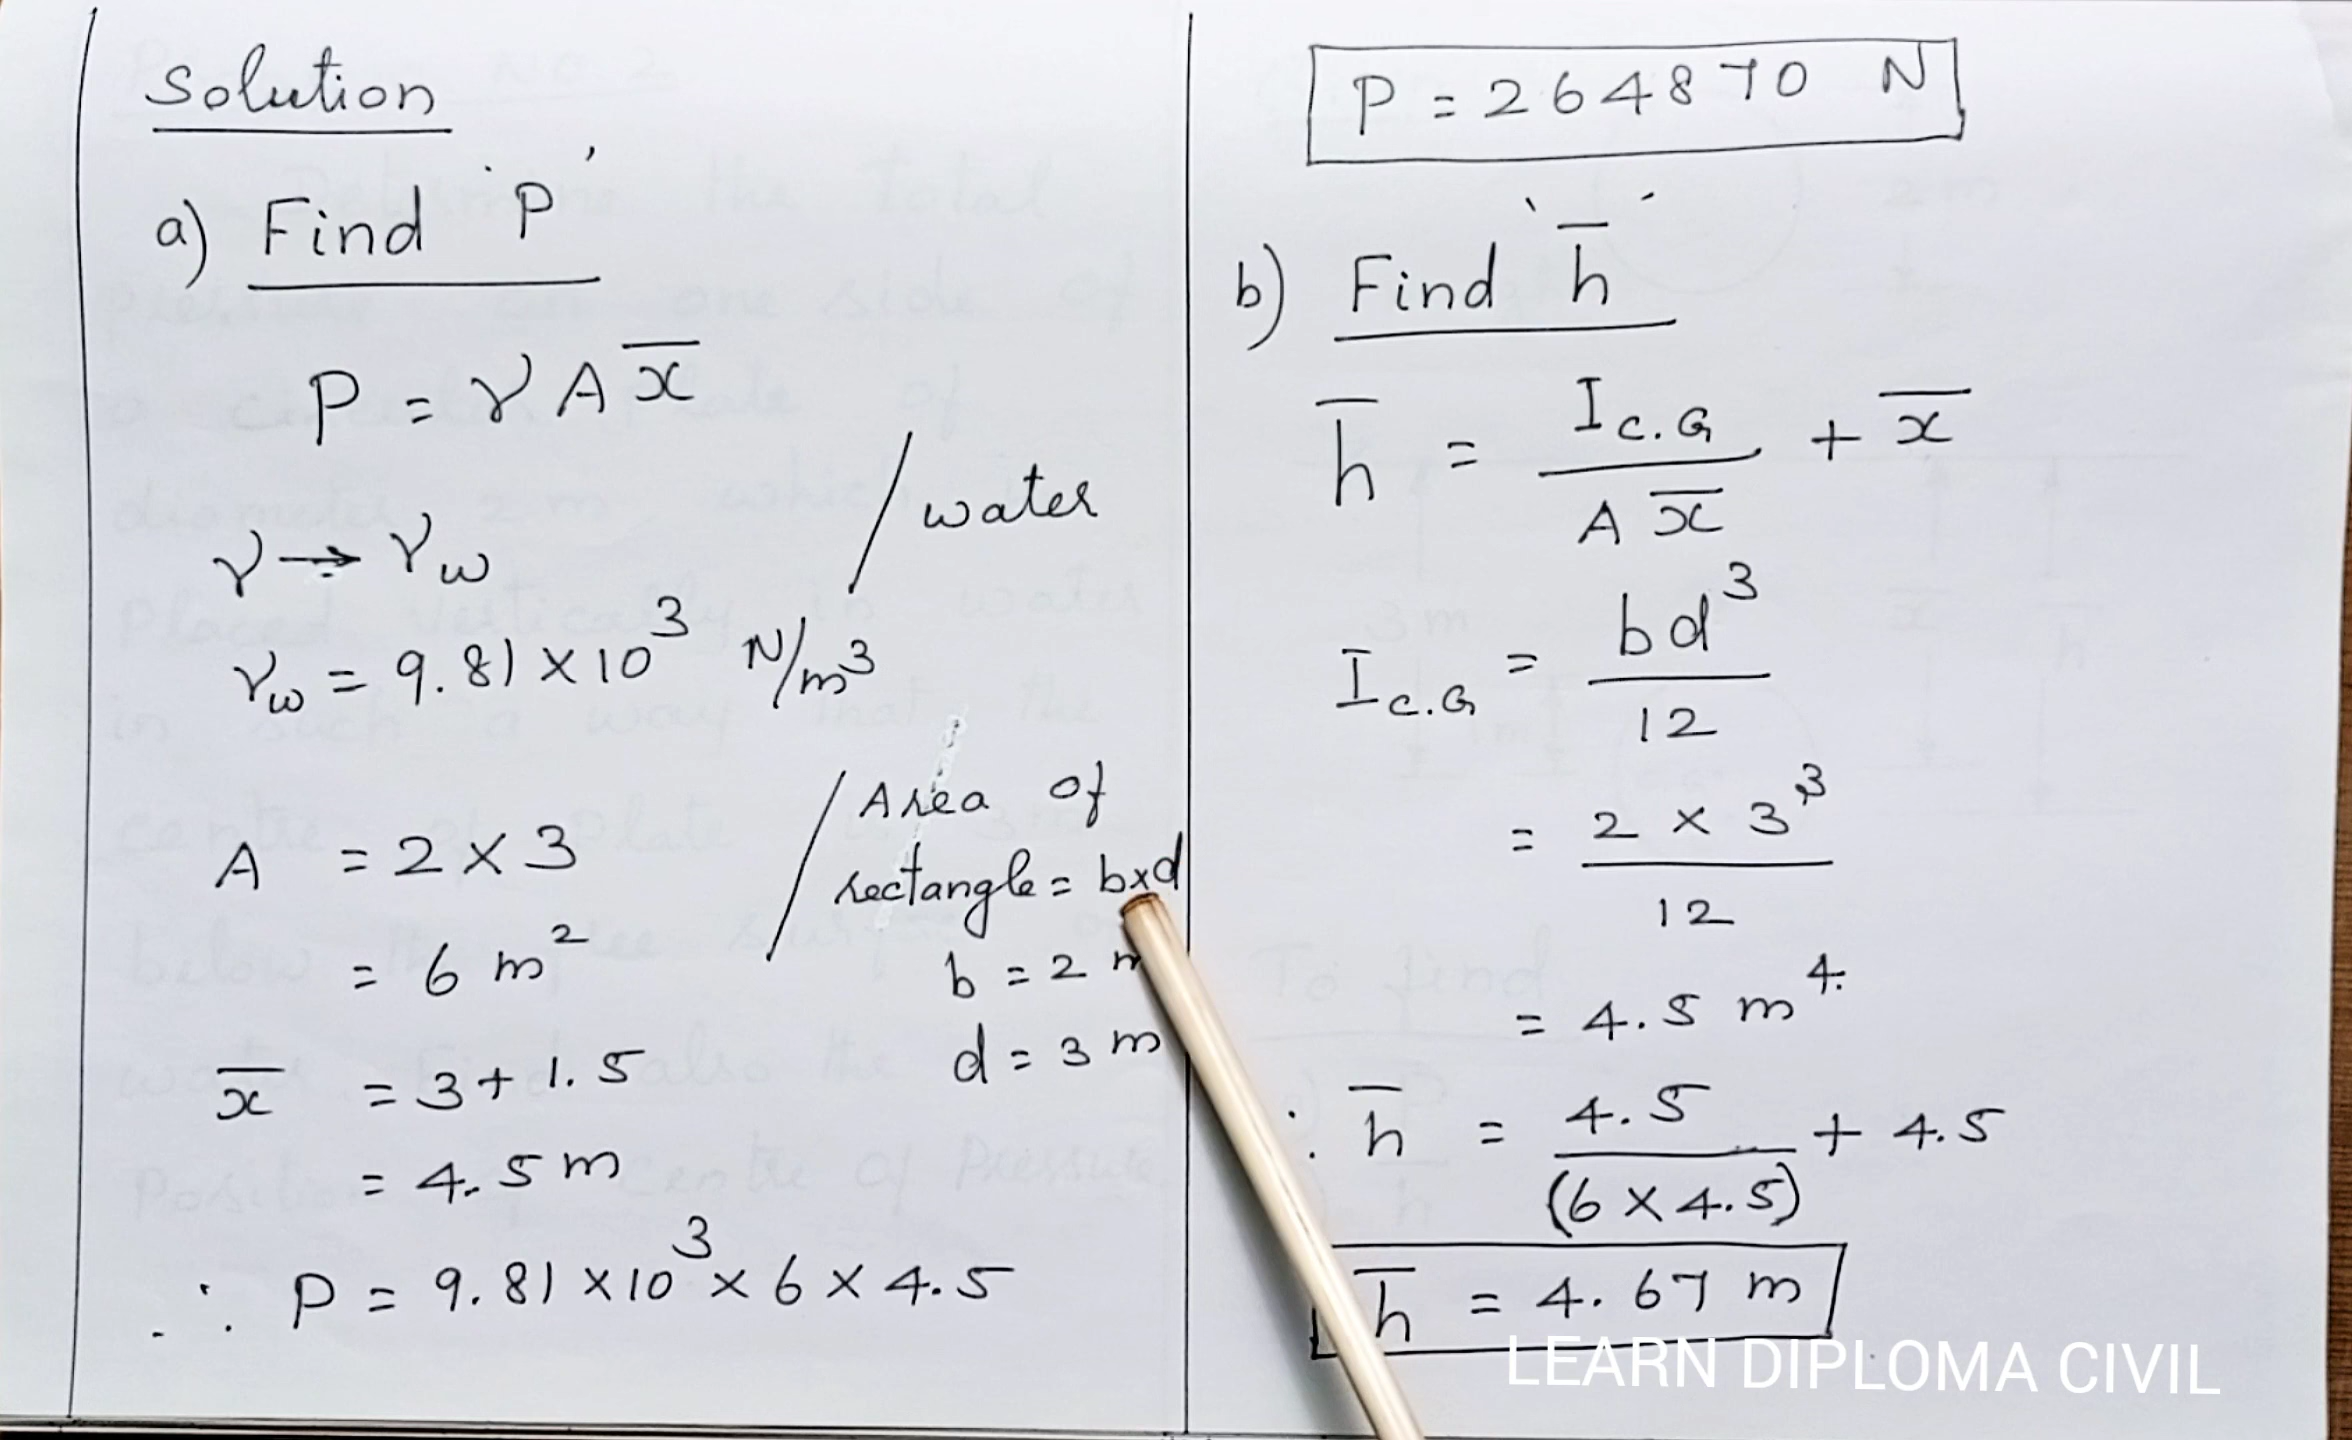 Solution
a) Find 'P'
P = γ A x̅
γ → γw / water
γw = 9.81 × 10³ N/m³
A = 2 × 3 / Area of
rectangle = b×d
= 6 m²
b = 2 m
d = 3 m
x̅ = 3 + 1.5
= 4.5 m
∴ P = 9.81 × 10³ × 6 × 4.5
P = 264870 N
b) Find 'h̅'
h̅ = I C.G / A x̅ + x̅
I C.G = bd³ / 12
= 2 × 3³ / 12
= 4.5 m⁴
∴ h̅ = 4.5 / (6 × 4.5) + 4.5
h̅ = 4.67 m
LEARN DIPLOMA CIVIL